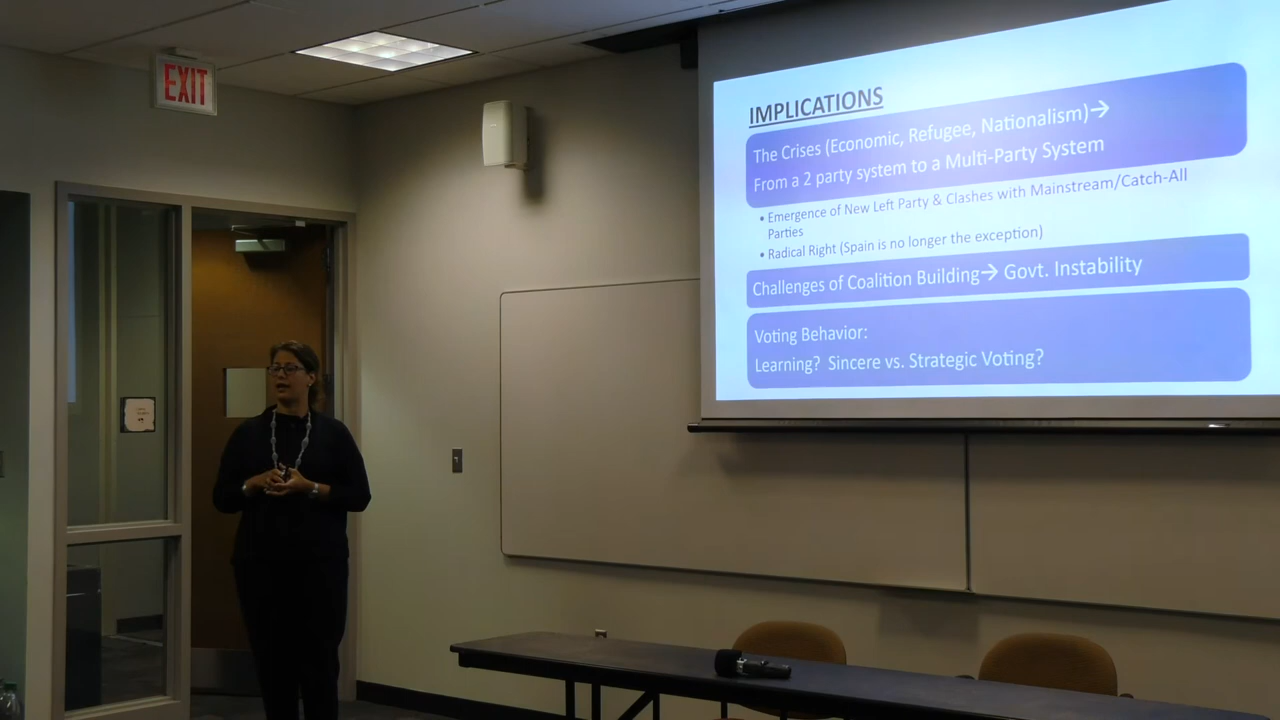 EXIT
IMPLICATIONS
The Crises (Economic, Refugee, Nationalism)→
From a 2 party system to a Multi-Party System
• Emergence of New Left Party & Clashes with Mainstream/Catch-All
Parties
• Radical Right (Spain is no longer the exception)
Challenges of Coalition Building→ Govt. Instability
Voting Behavior:
Learning? Sincere vs. Strategic Voting?